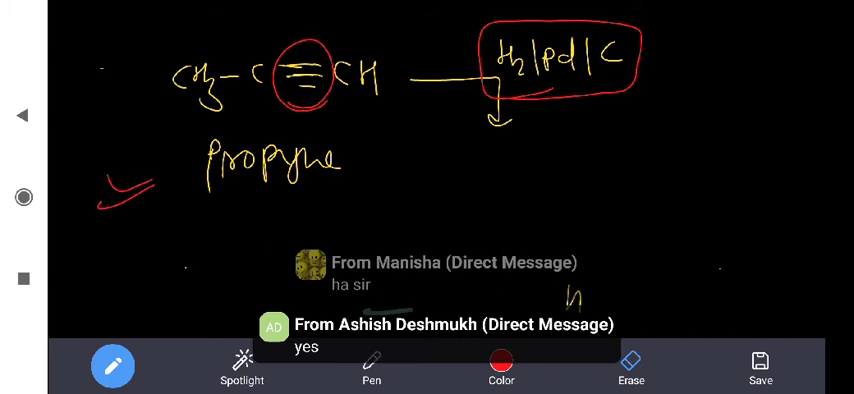 CH3-C≡CH H2|Pd|C
propyne
From Manisha (Direct Message)
ha sir
h
AD From Ashish Deshmukh (Direct Message)
yes
Spotlight Pen Color Erase Save